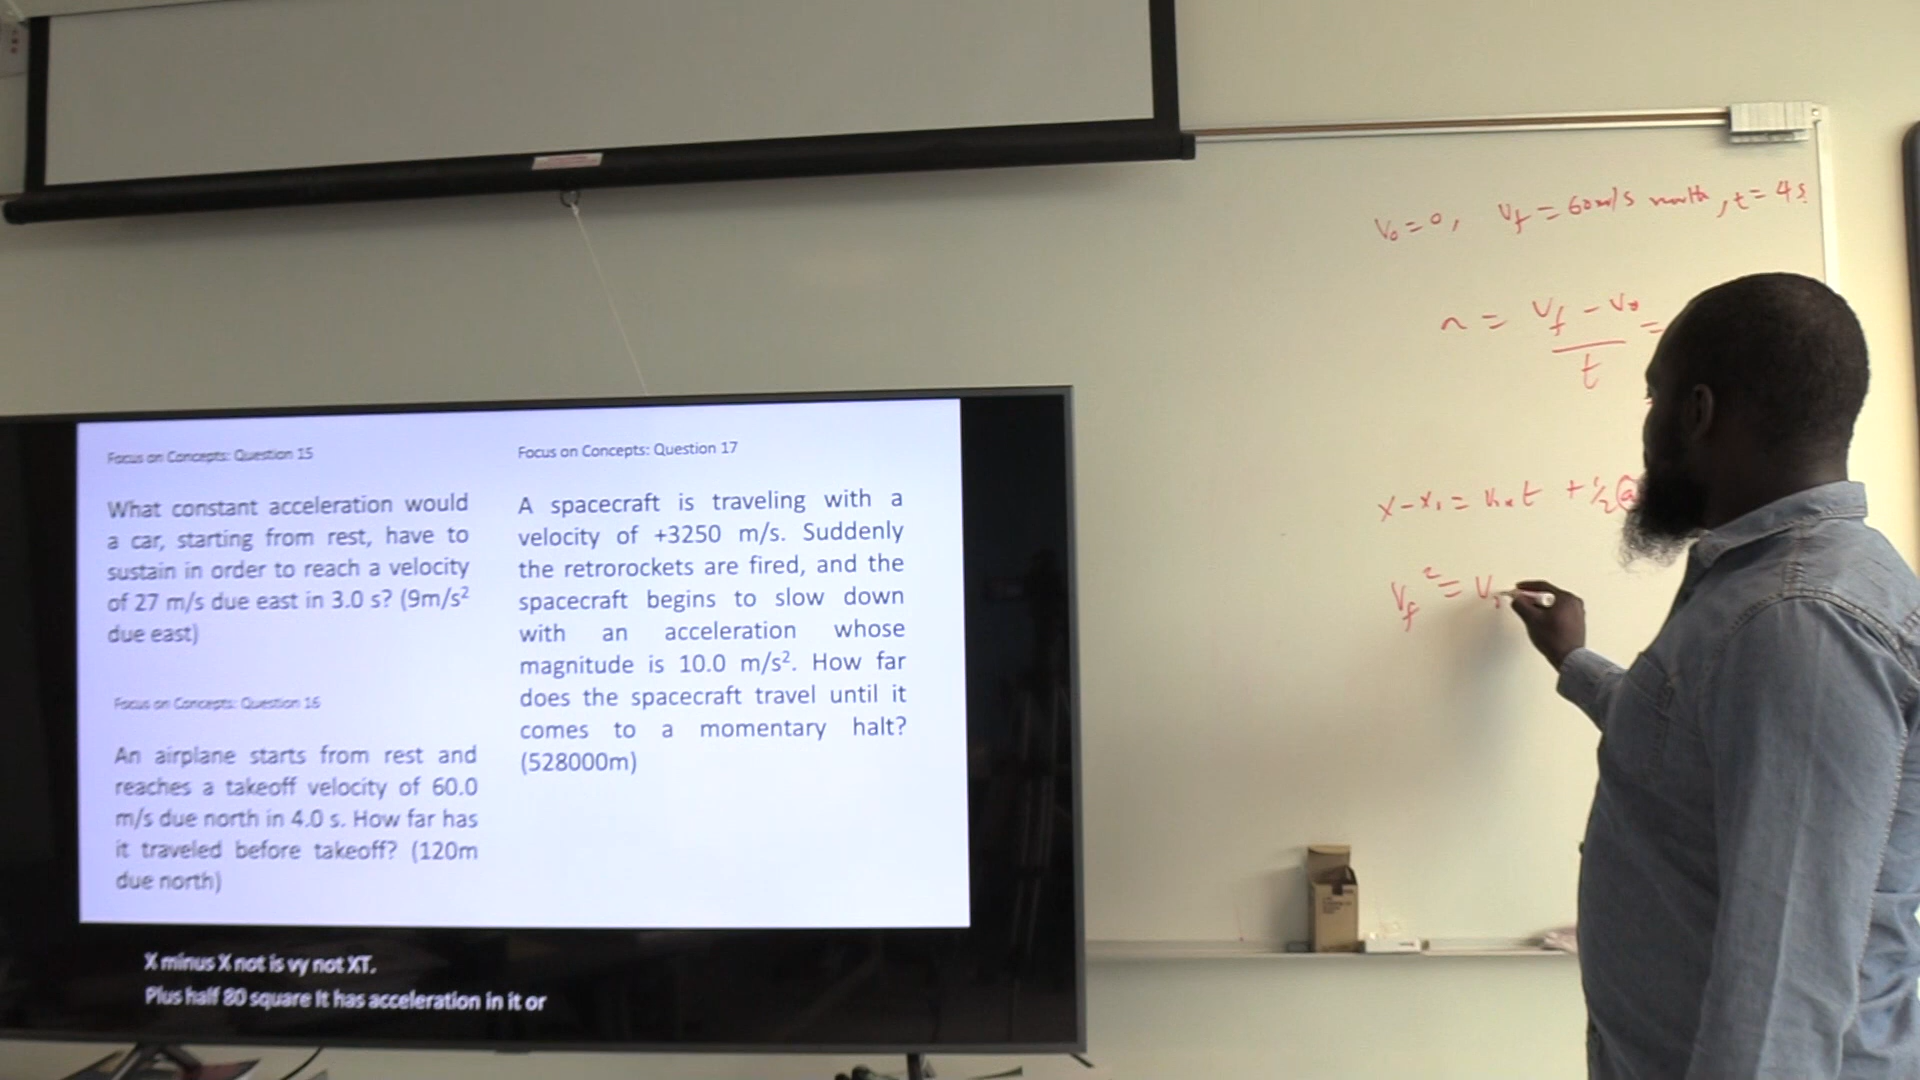 Focus on Concepts: Question 15
What constant acceleration would
a car, starting from rest, have to
sustain in order to reach a velocity
of 27 m/s due east in 3.0 s? (9m/s²
due east)
Focus on Concepts: Question 16
An airplane starts from rest and
reaches a takeoff velocity of 60.0
m/s due north in 4.0 s. How far has
it traveled before takeoff? (120m
due north)
Focus on Concepts: Question 17
A spacecraft is traveling with a
velocity of +3250 m/s. Suddenly
the retrorockets are fired, and the
spacecraft begins to slow down
with an acceleration whose
magnitude is 10.0 m/s². How far
does the spacecraft travel until it
comes to a momentary halt?
(528000m)
X minus X not is vy not XT.
Plus half 80 square It has acceleration in it or
V₀ = 0, V_f = 60m/s north, t = 4s
a = V_f - V₀ =
t
x - x₁ = t + ½ a
V_f² = V